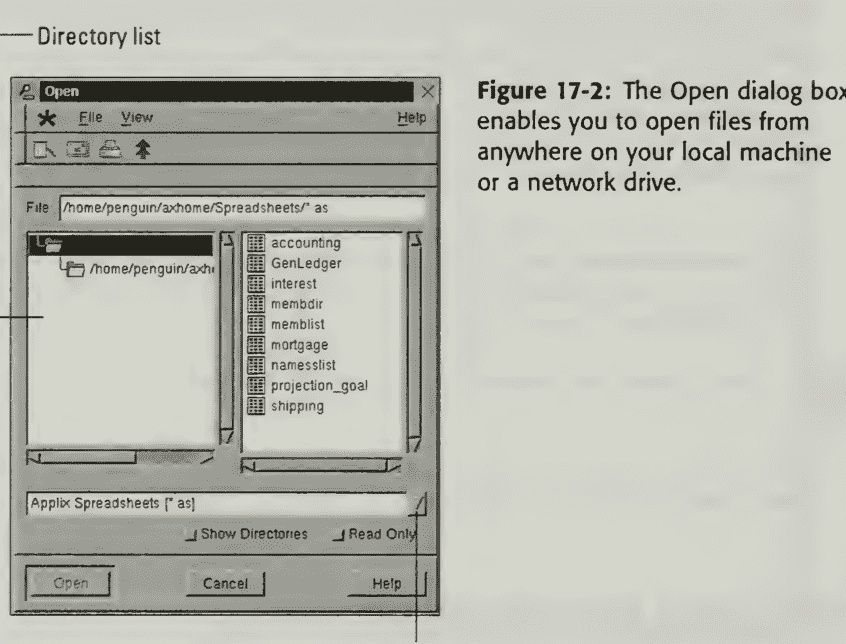 Directory list
Open
File View Help
File /home/penguin/axhome/Spreadsheets/* as
/home/penguin/axh
accounting
GenLedger
interest
membdir
memblist
mortgage
namesslist
projection_goal
shipping
Applix Spreadsheets [* as]
Show Directories Read Only
Open Cancel Help
Figure 17-2: The Open dialog box
enables you to open files from
anywhere on your local machine
or a network drive.